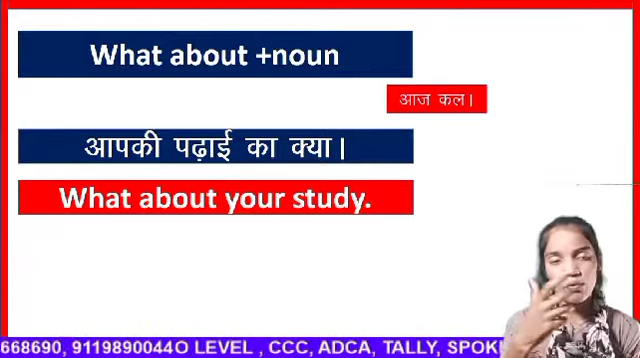 What about +noun
आज कल।
आपकी पढ़ाई का क्या।
What about your study.
668690, 9119890044O LEVEL , CCC, ADCA, TALLY, SPOK